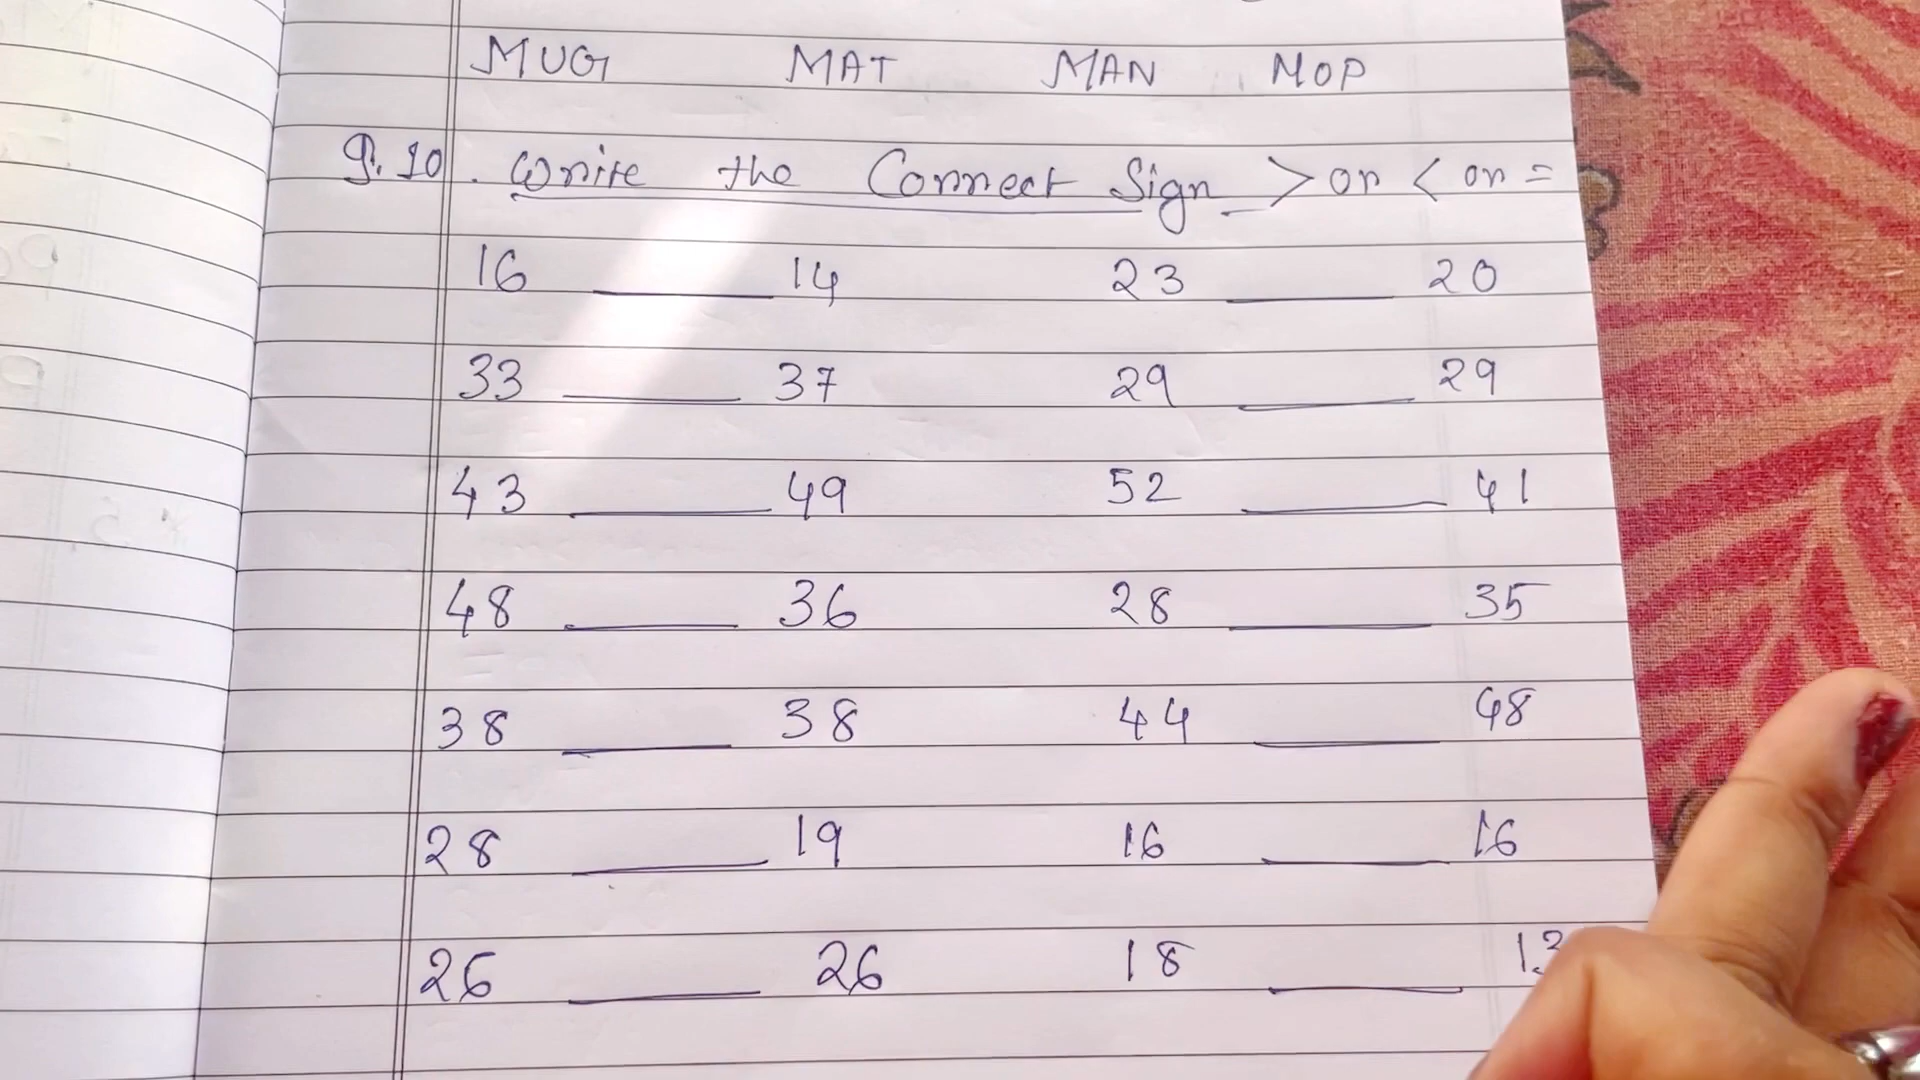 MUG MAT MAN MOP
Q.10. Write the Correct Sign > or < or =
16 ____ 14 23 ____ 20
33 ____ 37 29 ____ 29
43 ____ 49 52 ____ 41
48 ____ 36 28 ____ 35
38 ____ 38 44 ____ 48
28 ____ 19 16 ____ 16
26 ____ 26 18 ____ 13